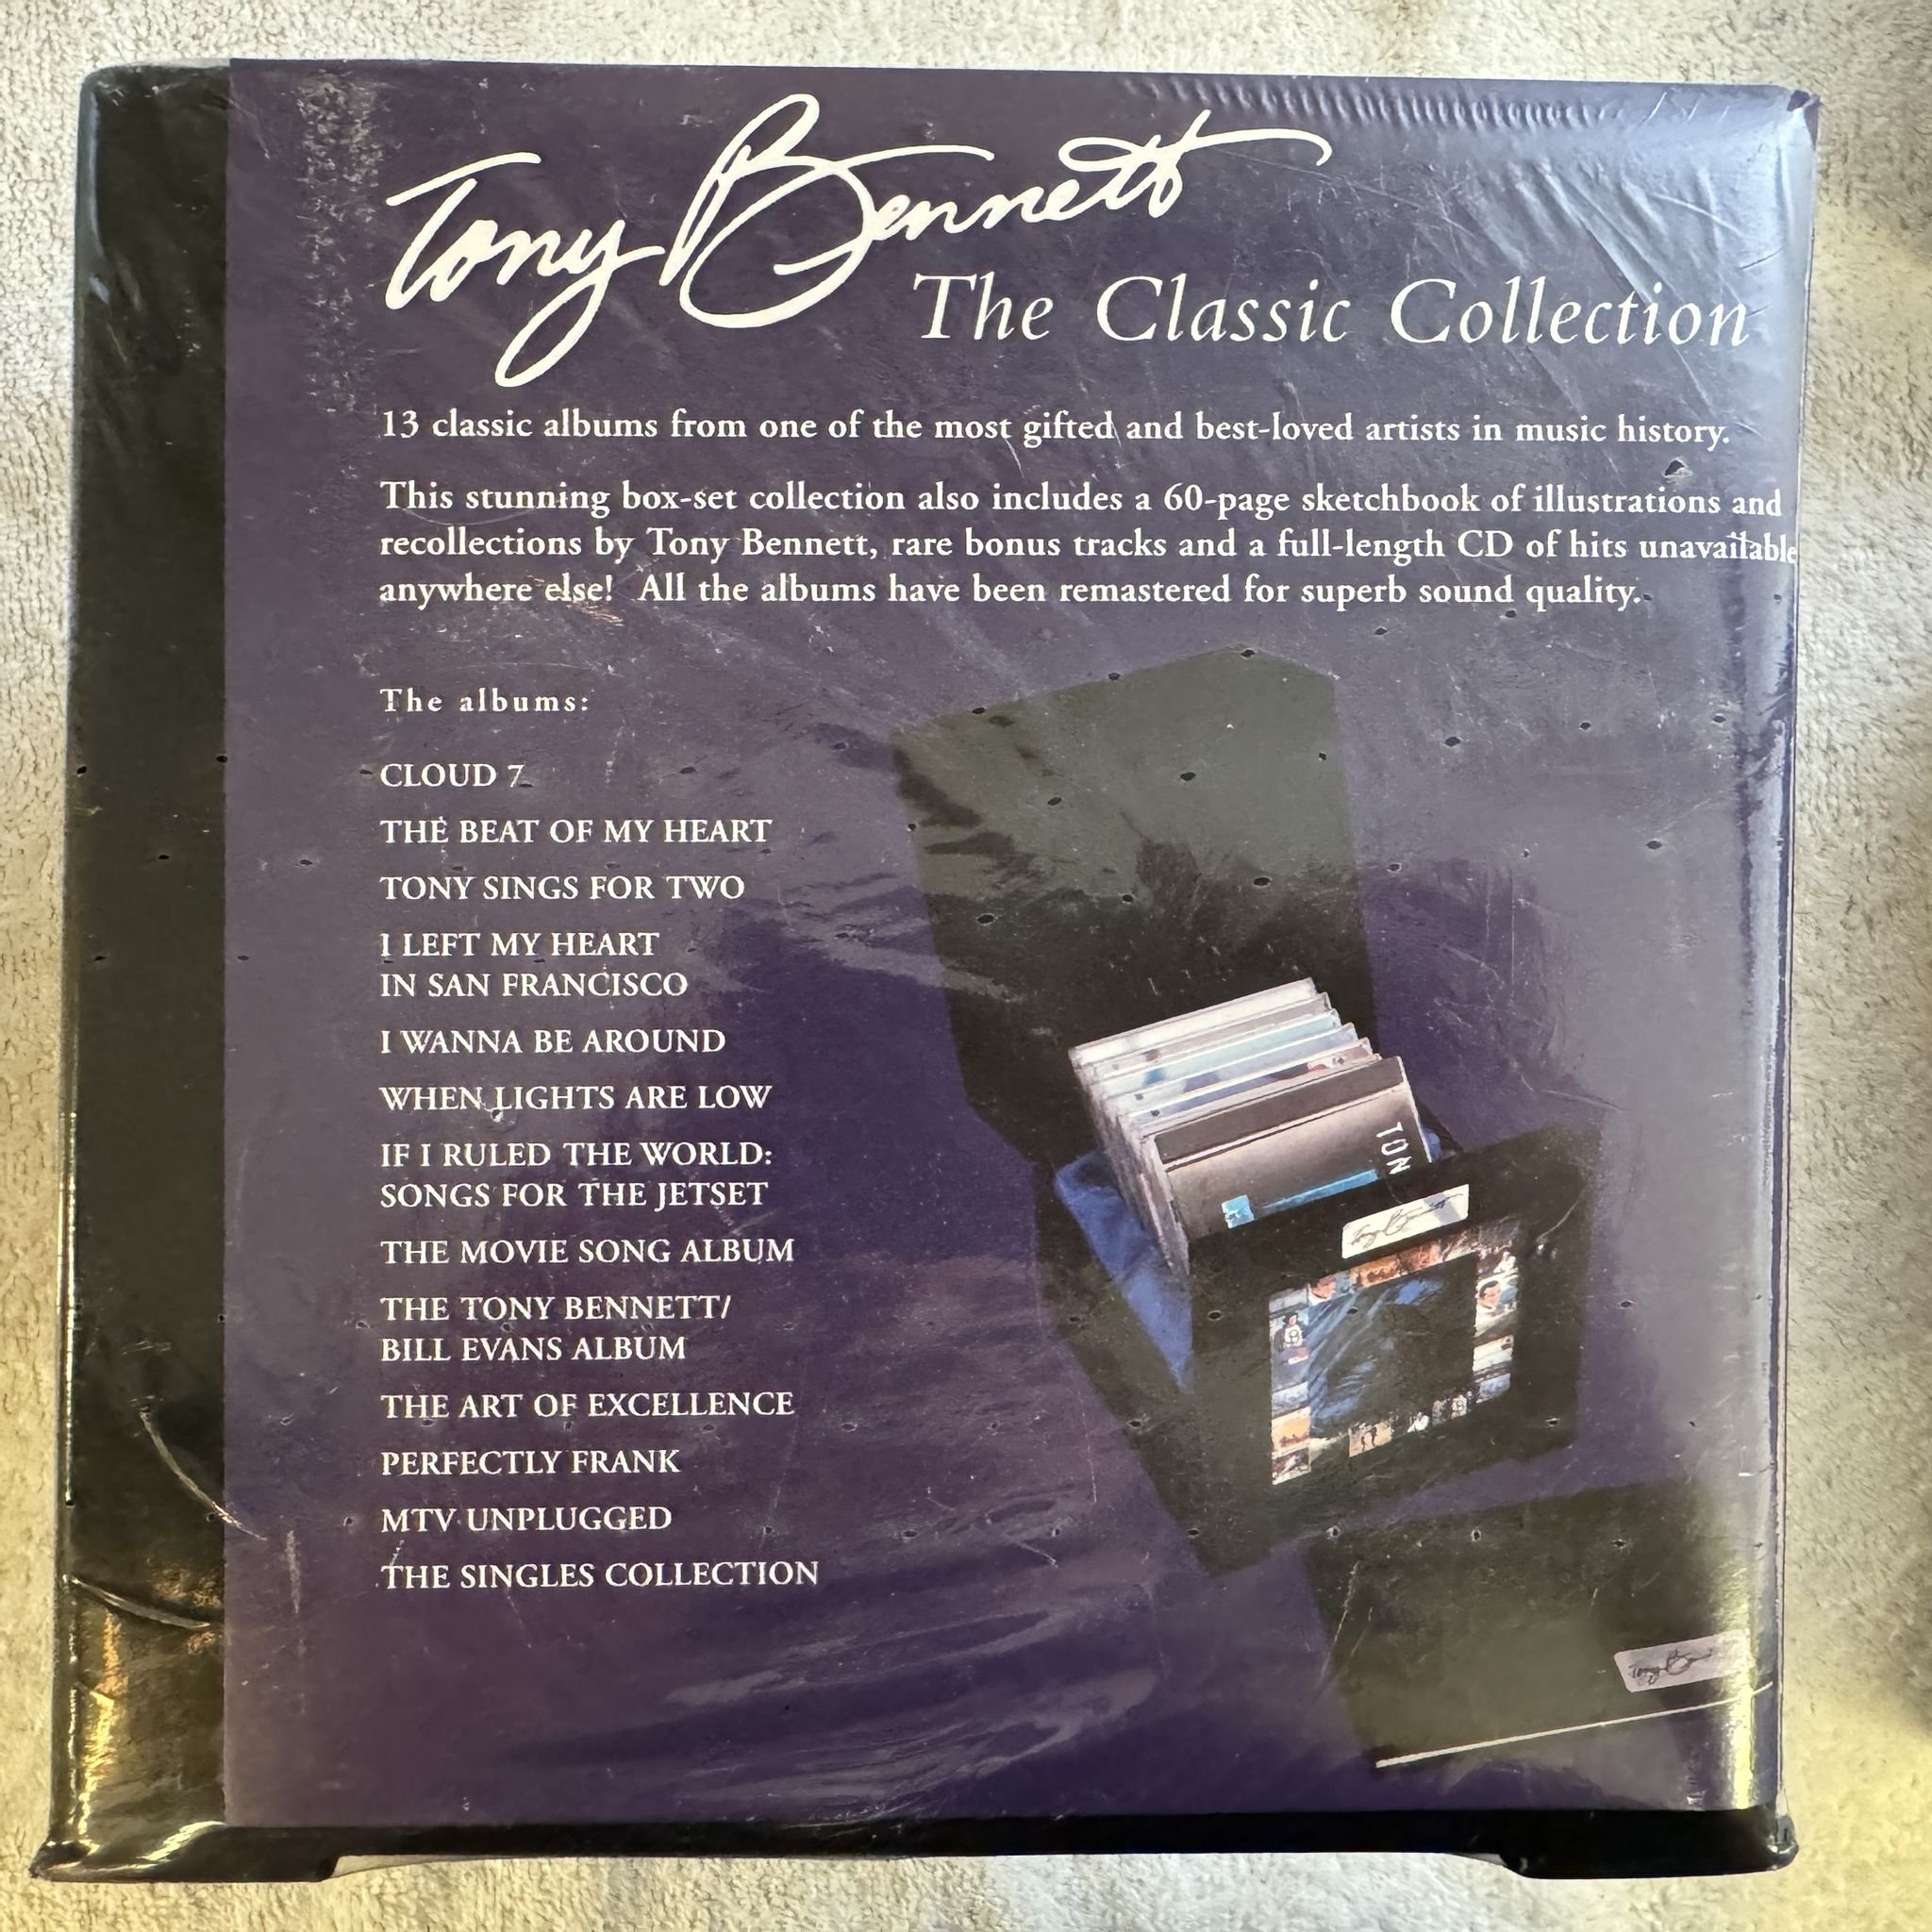 Tony Bennett
The Classic Collection
13 classic albums from one of the most gifted and best-loved artists in music history.
This stunning box-set collection also includes a 60-page sketchbook of illustrations and
recollections by Tony Bennett, rare bonus tracks and a full-length CD of hits unavailable
anywhere else!  All the albums have been remastered for superb sound quality.
The albums:
CLOUD 7
THE BEAT OF MY HEART
TONY SINGS FOR TWO
I LEFT MY HEART
IN SAN FRANCISCO
I WANNA BE AROUND
WHEN LIGHTS ARE LOW
IF I RULED THE WORLD:
SONGS FOR THE JETSET
THE MOVIE SONG ALBUM
THE TONY BENNETT/
BILL EVANS ALBUM
THE ART OF EXCELLENCE
PERFECTLY FRANK
MTV UNPLUGGED
THE SINGLES COLLECTION
TON
Tony Bennett